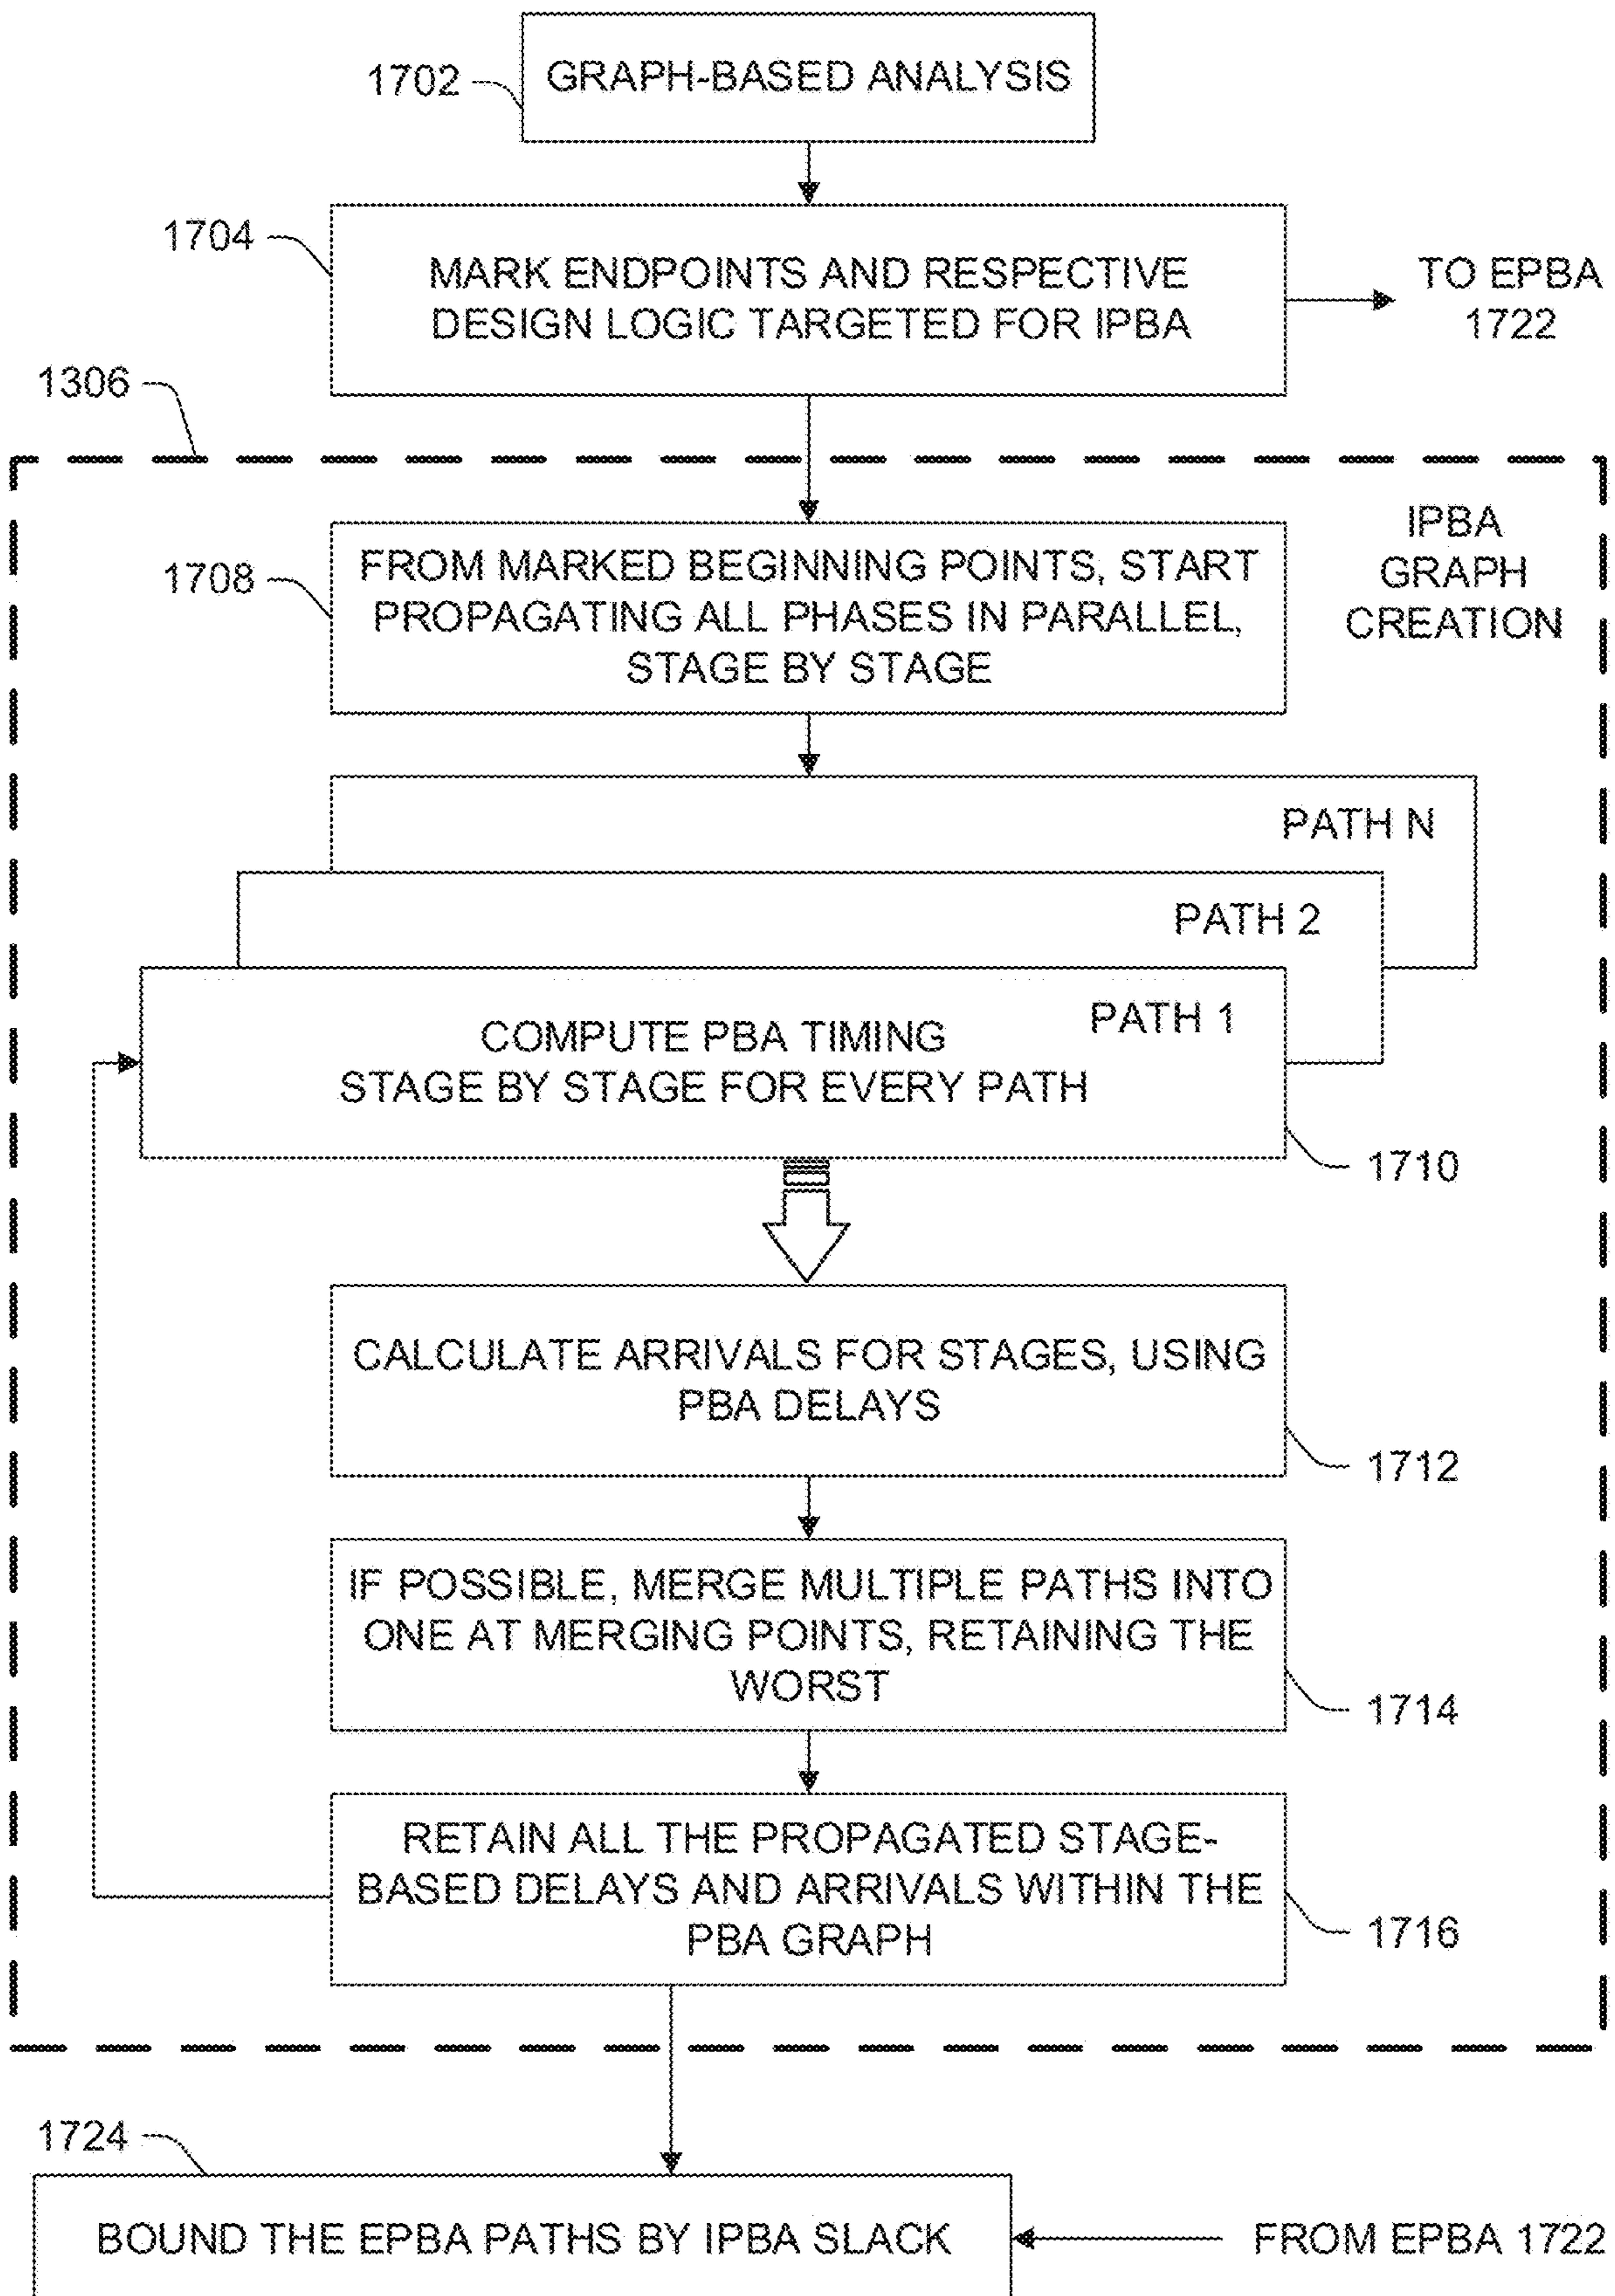 1702
GRAPH-BASED ANALYSIS
1704
MARK ENDPOINTS AND RESPECTIVE
DESIGN LOGIC TARGETED FOR IPBA
TO EPBA
1722
1306
IPBA
GRAPH
CREATION
1708
FROM MARKED BEGINNING POINTS, START
PROPAGATING ALL PHASES IN PARALLEL,
STAGE BY STAGE
PATH N
PATH 2
PATH 1
COMPUTE PBA TIMING
STAGE BY STAGE FOR EVERY PATH
1710
CALCULATE ARRIVALS FOR STAGES, USING
PBA DELAYS
1712
IF POSSIBLE, MERGE MULTIPLE PATHS INTO
ONE AT MERGING POINTS, RETAINING THE
WORST
1714
RETAIN ALL THE PROPAGATED STAGE-
BASED DELAYS AND ARRIVALS WITHIN THE
PBA GRAPH
1716
1724
BOUND THE EPBA PATHS BY IPBA SLACK
FROM EPBA 1722